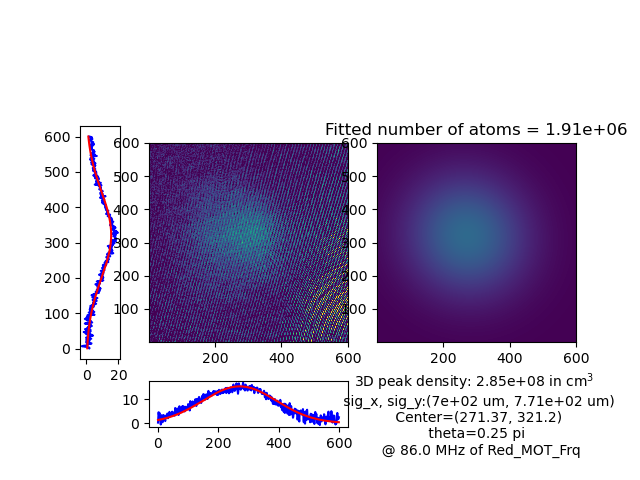 Fitted number of atoms = 1.91e+06
600
500
400
300
200
100
0
0 20
600
500
400
300
200
100
200 400 600
600
500
400
300
200
100
200 400 600
10
0
0 200 400 600
3D peak density: 2.85e+08 in cm³
sig_x, sig_y:(7e+02 um, 7.71e+02 um)
Center=(271.37, 321.2)
theta=0.25 pi
@ 86.0 MHz of Red_MOT_Frq